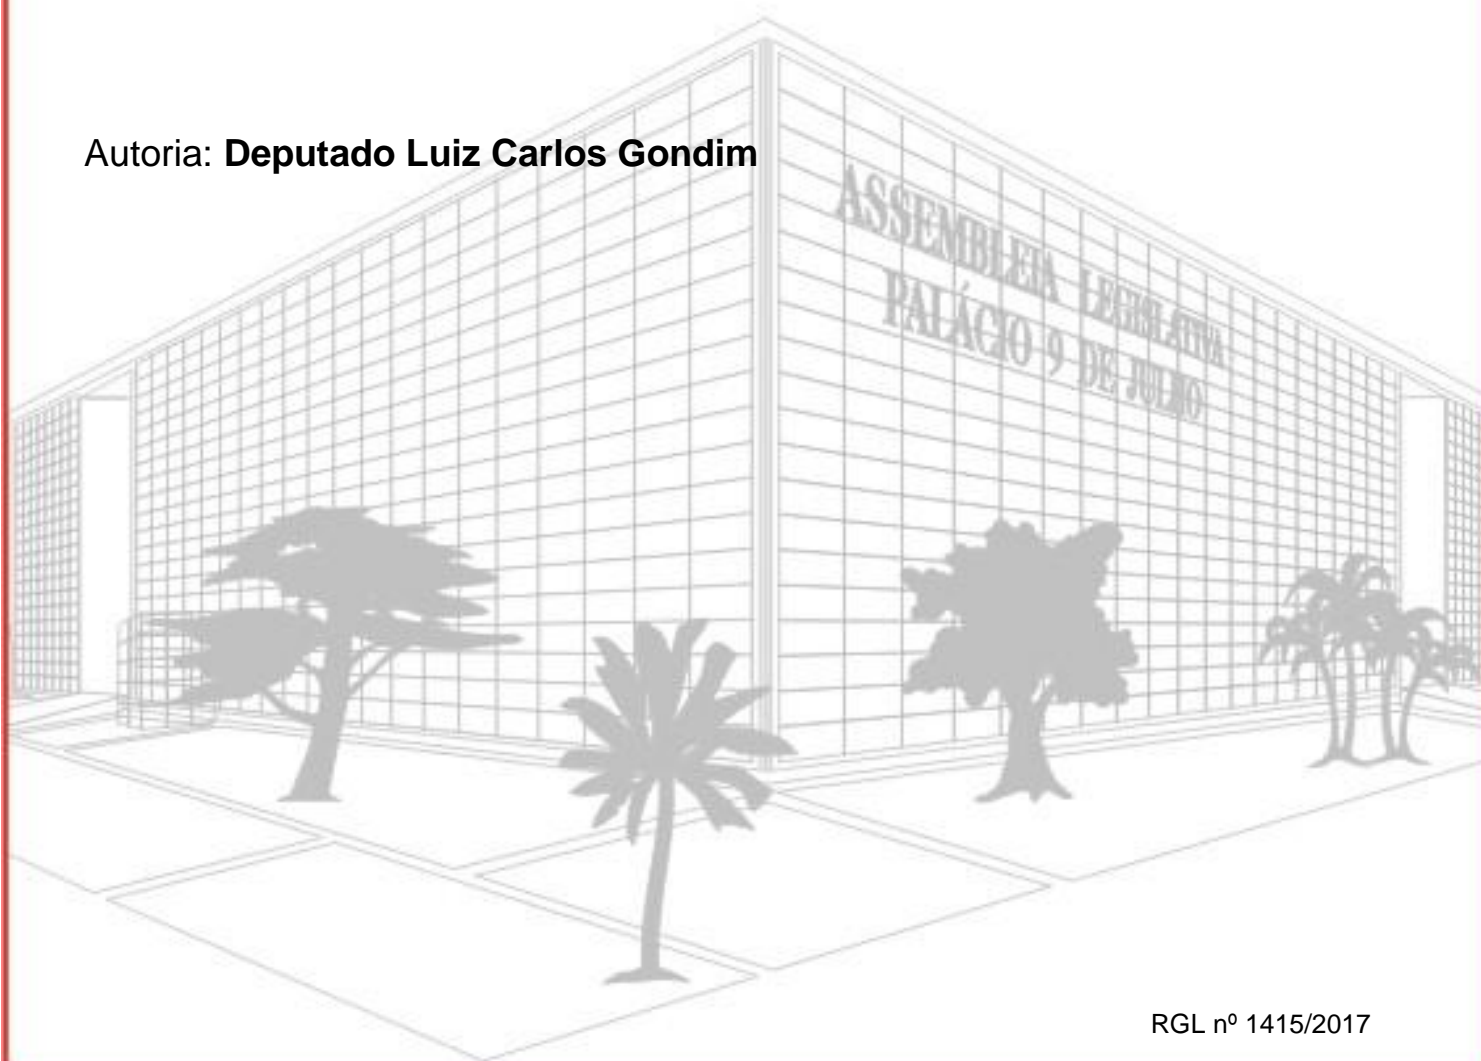 Autoria: Deputado Luiz Carlos Gondim
ASSEMBLEIA LEGISLATIVA
PALÁCIO 9 DE JULHO
RGL nº 1415/2017